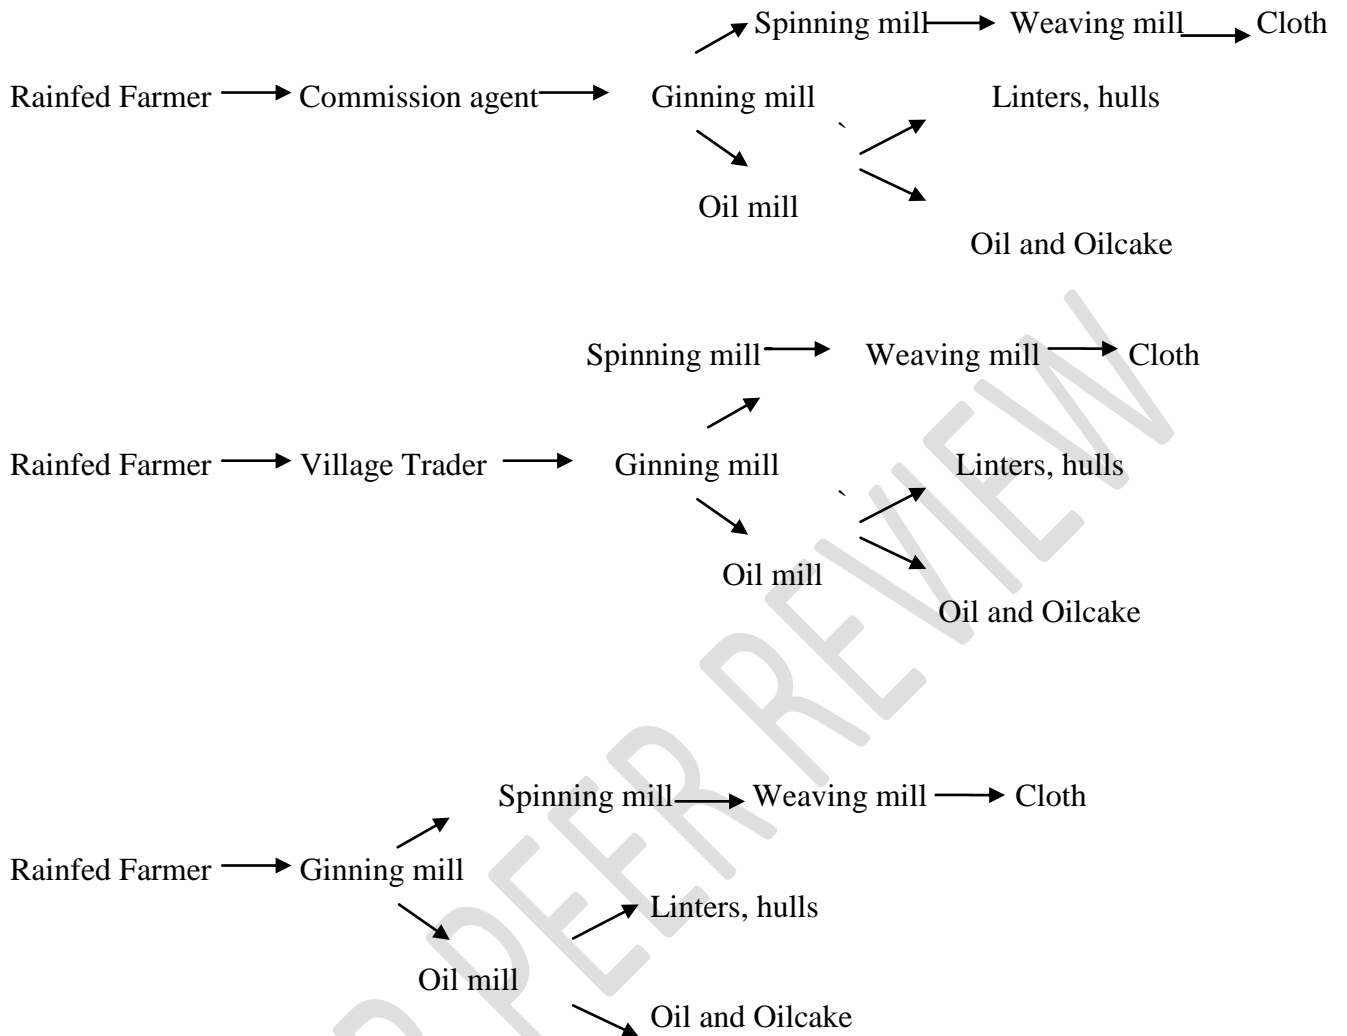 Spinning mill Weaving mill Cloth
Rainfed Farmer Commission agent Ginning mill Linters, hulls
`
Oil mill
Oil and Oilcake
Spinning mill Weaving mill Cloth
Rainfed Farmer Village Trader Ginning mill Linters, hulls
`
Oil mill
Oil and Oilcake
Spinning mill Weaving mill Cloth
Rainfed Farmer Ginning mill
Linters, hulls
Oil mill
Oil and Oilcake
PEER REVIEW